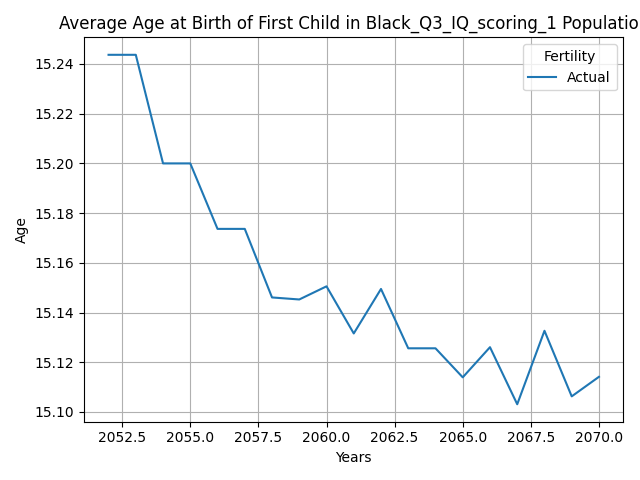 Average Age at Birth of First Child in Black_Q3_IQ_scoring_1 Populatio
Fertility
Actual
15.24
15.22
15.20
15.18
15.16
15.14
15.12
15.10
Age
2052.5 2055.0 2057.5 2060.0 2062.5 2065.0 2067.5 2070.0
Years